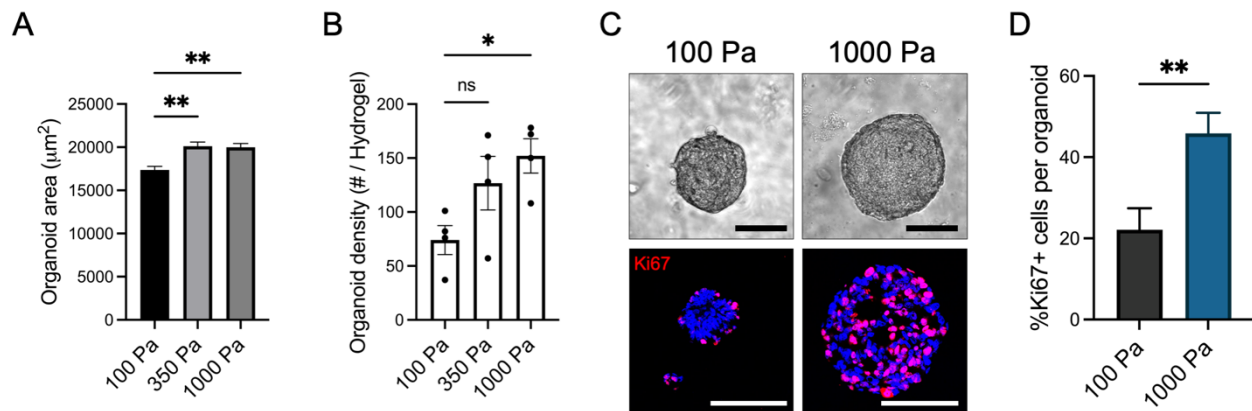 A
**
**
Organoid area (μm²)
25000
20000
15000
10000
5000
0
100 Pa
350 Pa
1000 Pa
B
*
ns
Organoid density (# / Hydrogel)
200
150
100
50
0
100 Pa
350 Pa
1000 Pa
C
100 Pa
1000 Pa
Ki67
D
**
%Ki67+ cells per organoid
60
40
20
0
100 Pa
1000 Pa